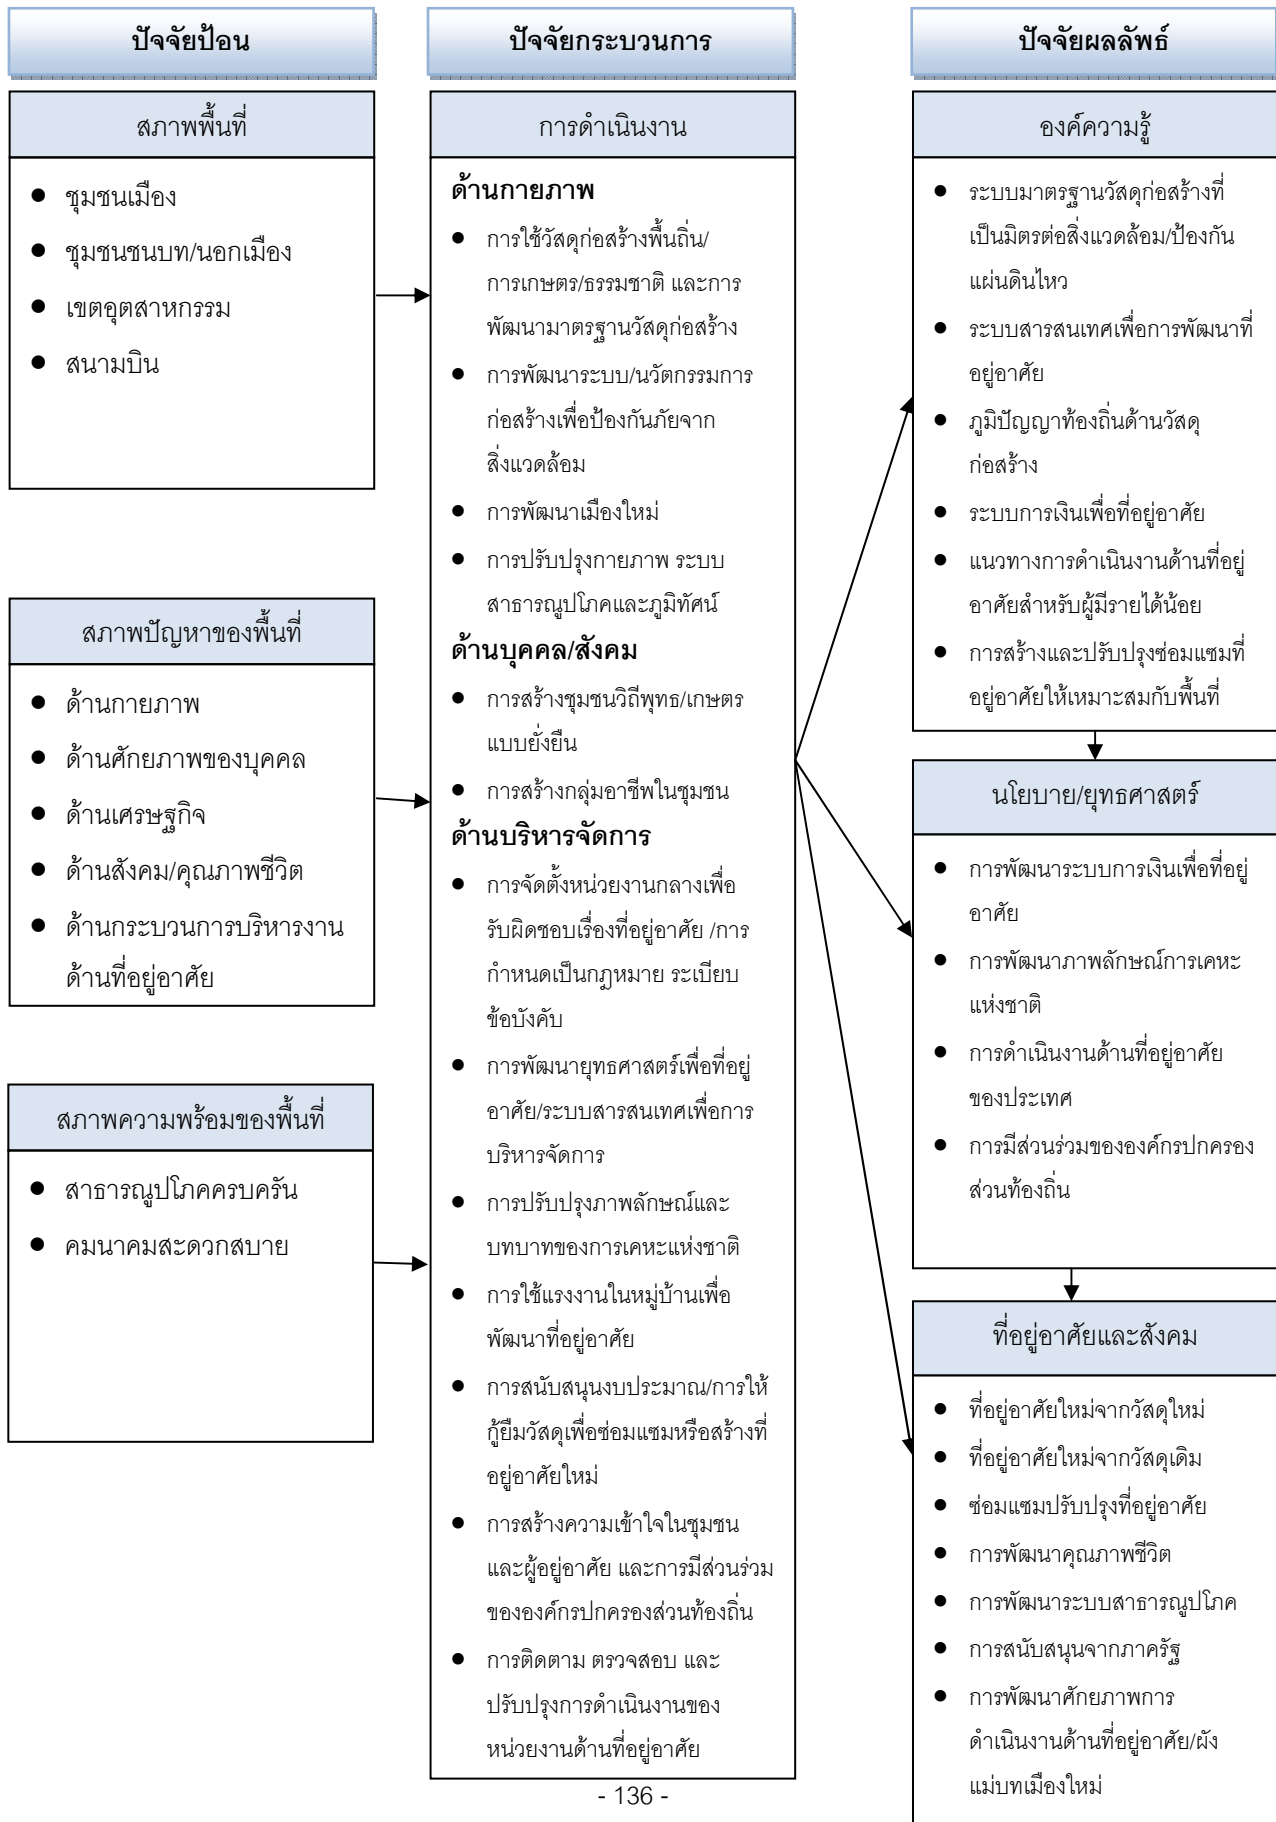 ปัจจัยป้อน
สภาพพื้นที่
● ชุมชนเมือง
● ชุมชนชนบท/นอกเมือง
● เขตอุตสาหกรรม
● สนามบิน
สภาพปัญหาของพื้นที่
● ด้านกายภาพ
● ด้านศักยภาพของบุคคล
● ด้านเศรษฐกิจ
● ด้านสังคม/คุณภาพชีวิต
● ด้านกระบวนการบริหารงาน
ด้านที่อยู่อาศัย
สภาพความพร้อมของพื้นที่
● สาธารณูปโภคครบครัน
● คมนาคมสะดวกสบาย
ปัจจัยกระบวนการ
การดำเนินงาน
ด้านกายภาพ
● การใช้วัสดุก่อสร้างพื้นถิ่น/
การเกษตร/ธรรมชาติ และการ
พัฒนามาตรฐานวัสดุก่อสร้าง
● การพัฒนาระบบ/นวัตกรรมการ
ก่อสร้างเพื่อป้องกันภัยจาก
สิ่งแวดล้อม
● การพัฒนาเมืองใหม่
● การปรับปรุงกายภาพ ระบบ
สาธารณูปโภคและภูมิทัศน์
ด้านบุคคล/สังคม
● การสร้างชุมชนวิถีพุทธ/เกษตร
แบบยั่งยืน
● การสร้างกลุ่มอาชีพในชุมชน
ด้านบริหารจัดการ
● การจัดตั้งหน่วยงานกลางเพื่อ
รับผิดชอบเรื่องที่อยู่อาศัย /การ
กำหนดเป็นกฎหมาย ระเบียบ
ข้อบังคับ
● การพัฒนายุทธศาสตร์เพื่อที่อยู่
อาศัย/ระบบสารสนเทศเพื่อการ
บริหารจัดการ
● การปรับปรุงภาพลักษณ์และ
บทบาทของการเคหะแห่งชาติ
● การใช้แรงงานในหมู่บ้านเพื่อ
พัฒนาที่อยู่อาศัย
● การสนับสนุนงบประมาณ/การให้
กู้ยืมวัสดุเพื่อซ่อมแซมหรือสร้างที่
อยู่อาศัยใหม่
● การสร้างความเข้าใจในชุมชน
และผู้อยู่อาศัย และการมีส่วนร่วม
ขององค์กรปกครองส่วนท้องถิ่น
● การติดตาม ตรวจสอบ และ
ปรับปรุงการดำเนินงานของ
หน่วยงานด้านที่อยู่อาศัย
ปัจจัยผลลัพธ์
องค์ความรู้
● ระบบมาตรฐานวัสดุก่อสร้างที่
เป็นมิตรต่อสิ่งแวดล้อม/ป้องกัน
แผ่นดินไหว
● ระบบสารสนเทศเพื่อการพัฒนาที่
อยู่อาศัย
● ภูมิปัญญาท้องถิ่นด้านวัสดุ
ก่อสร้าง
● ระบบการเงินเพื่อที่อยู่อาศัย
● แนวทางการดำเนินงานด้านที่อยู่
อาศัยสำหรับผู้มีรายได้น้อย
● การสร้างและปรับปรุงซ่อมแซมที่
อยู่อาศัยให้เหมาะสมกับพื้นที่
นโยบาย/ยุทธศาสตร์
● การพัฒนาระบบการเงินเพื่อที่อยู่
อาศัย
● การพัฒนาภาพลักษณ์การเคหะ
แห่งชาติ
● การดำเนินงานด้านที่อยู่อาศัย
ของประเทศ
● การมีส่วนร่วมขององค์กรปกครอง
ส่วนท้องถิ่น
ที่อยู่อาศัยและสังคม
● ที่อยู่อาศัยใหม่จากวัสดุใหม่
● ที่อยู่อาศัยใหม่จากวัสดุเดิม
● ซ่อมแซมปรับปรุงที่อยู่อาศัย
● การพัฒนาคุณภาพชีวิต
● การพัฒนาระบบสาธารณูปโภค
● การสนับสนุนจากภาครัฐ
● การพัฒนาศักยภาพการ
ดำเนินงานด้านที่อยู่อาศัย/ผัง
แม่บทเมืองใหม่
- 136 -